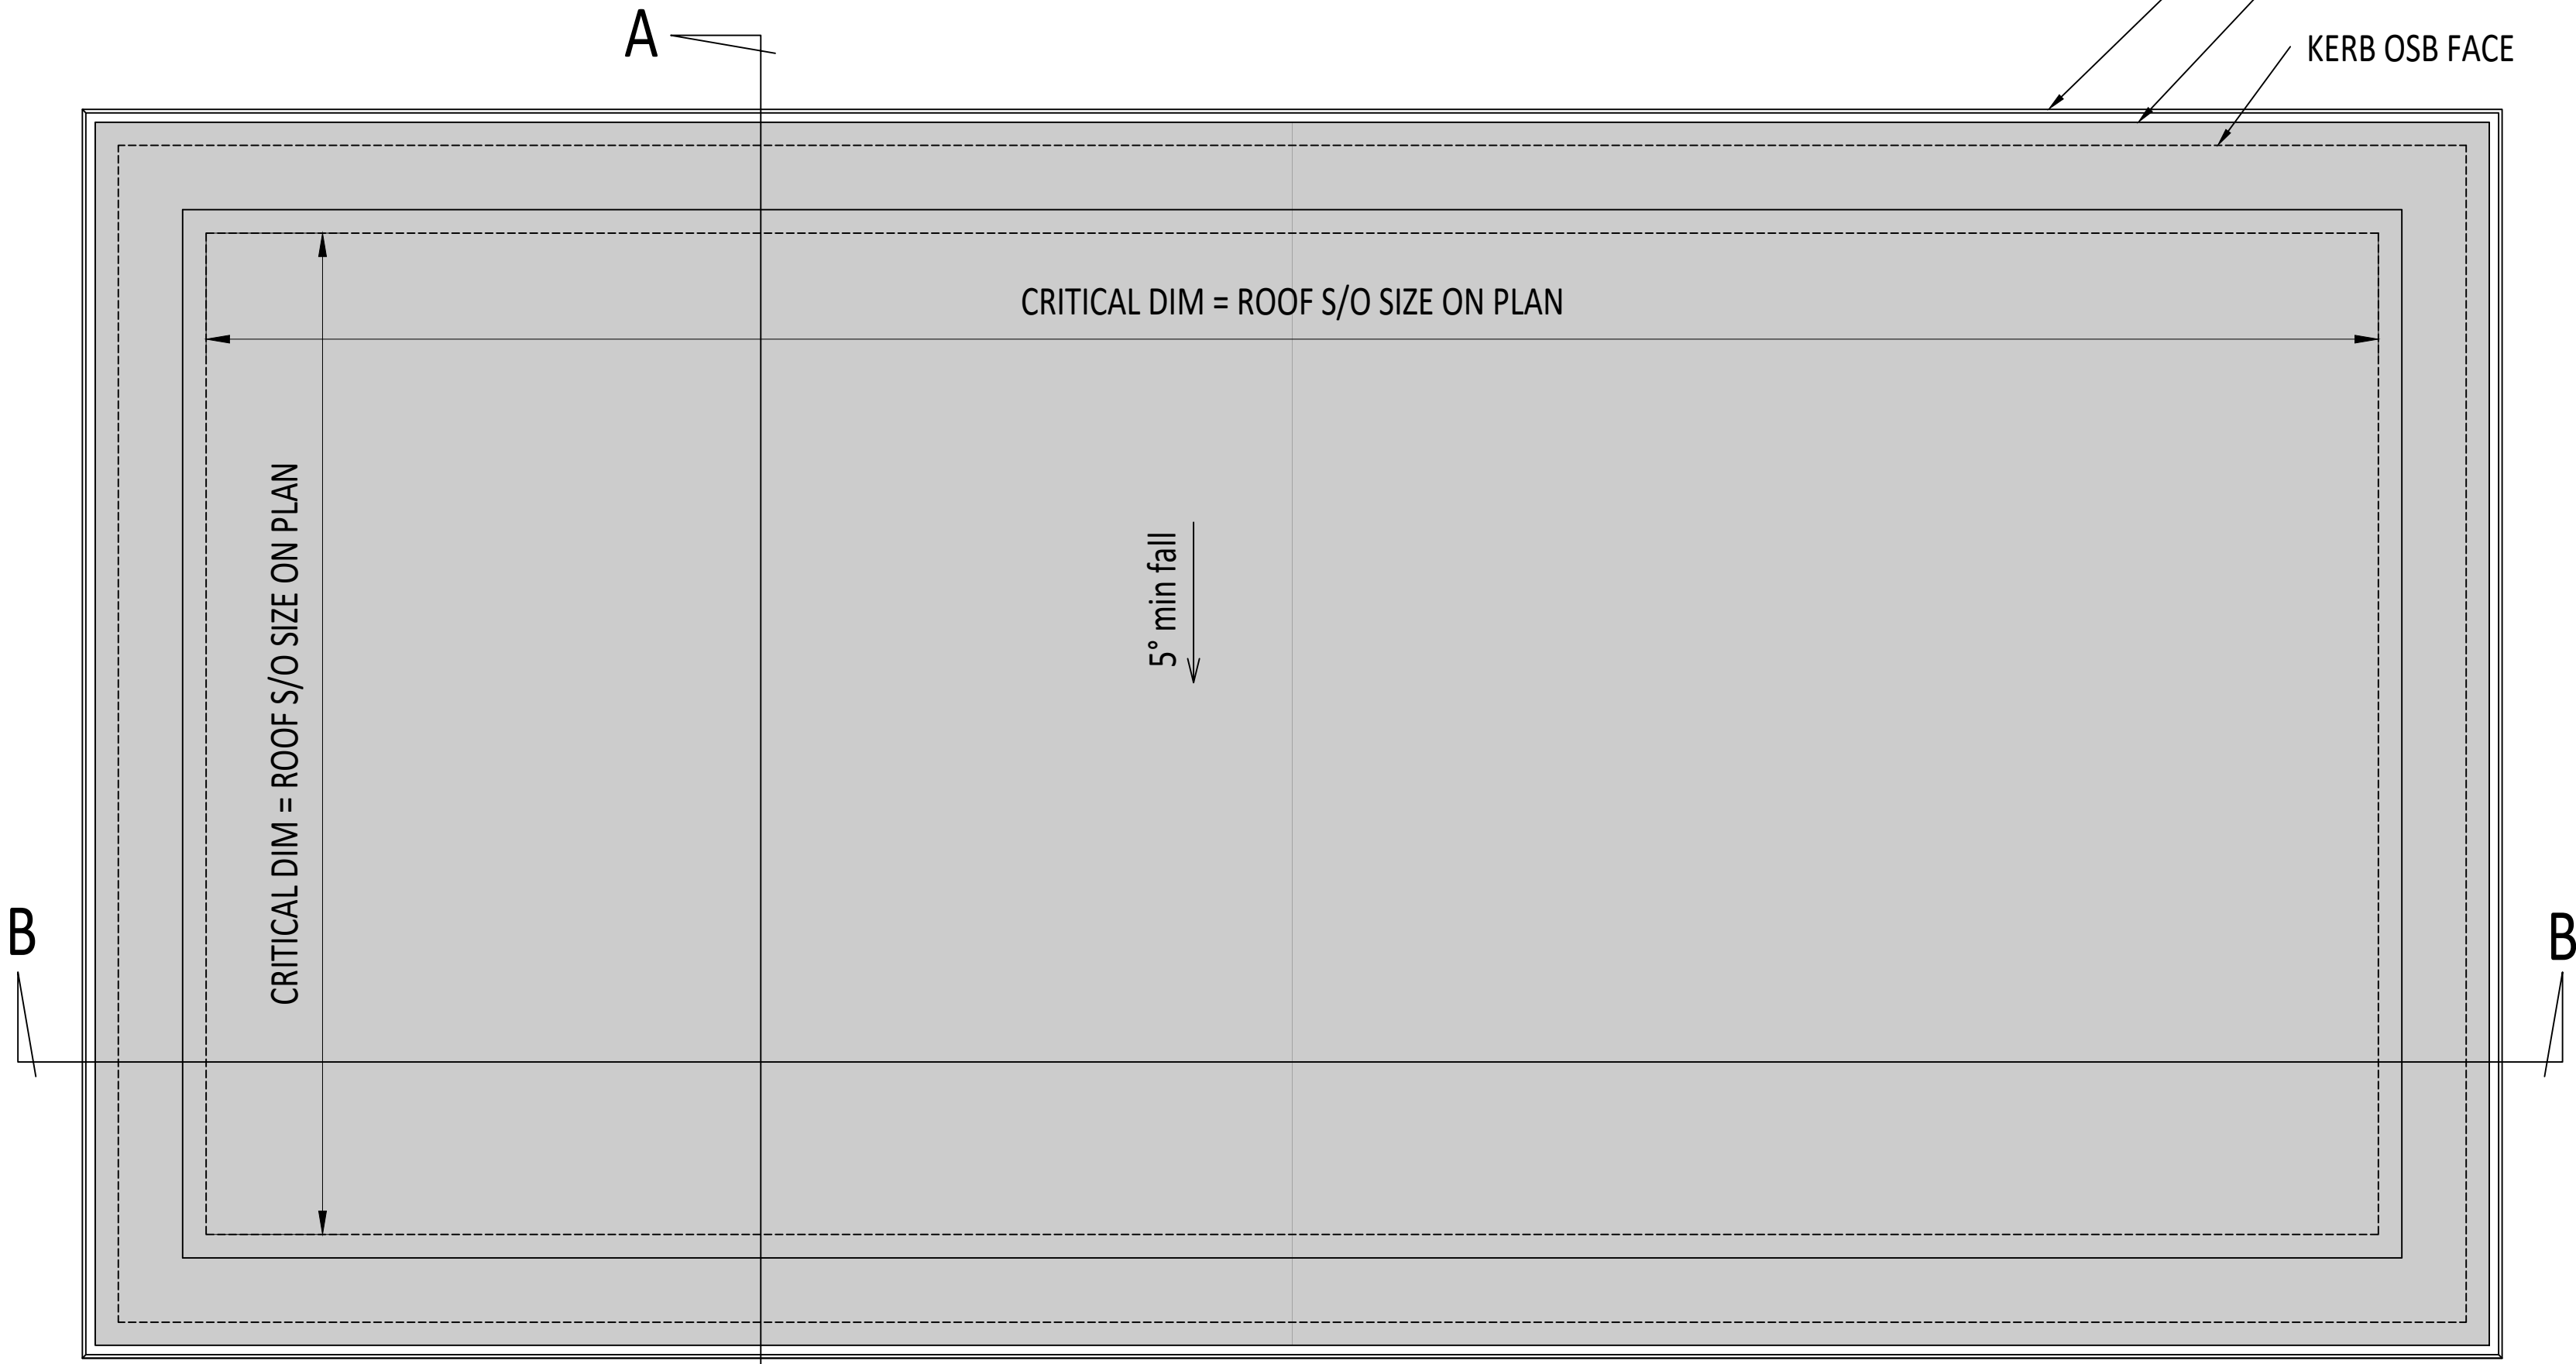 A
KERB OSB FACE
CRITICAL DIM = ROOF S/O SIZE ON PLAN
CRITICAL DIM = ROOF S/O SIZE ON PLAN
5° min fall
B
B